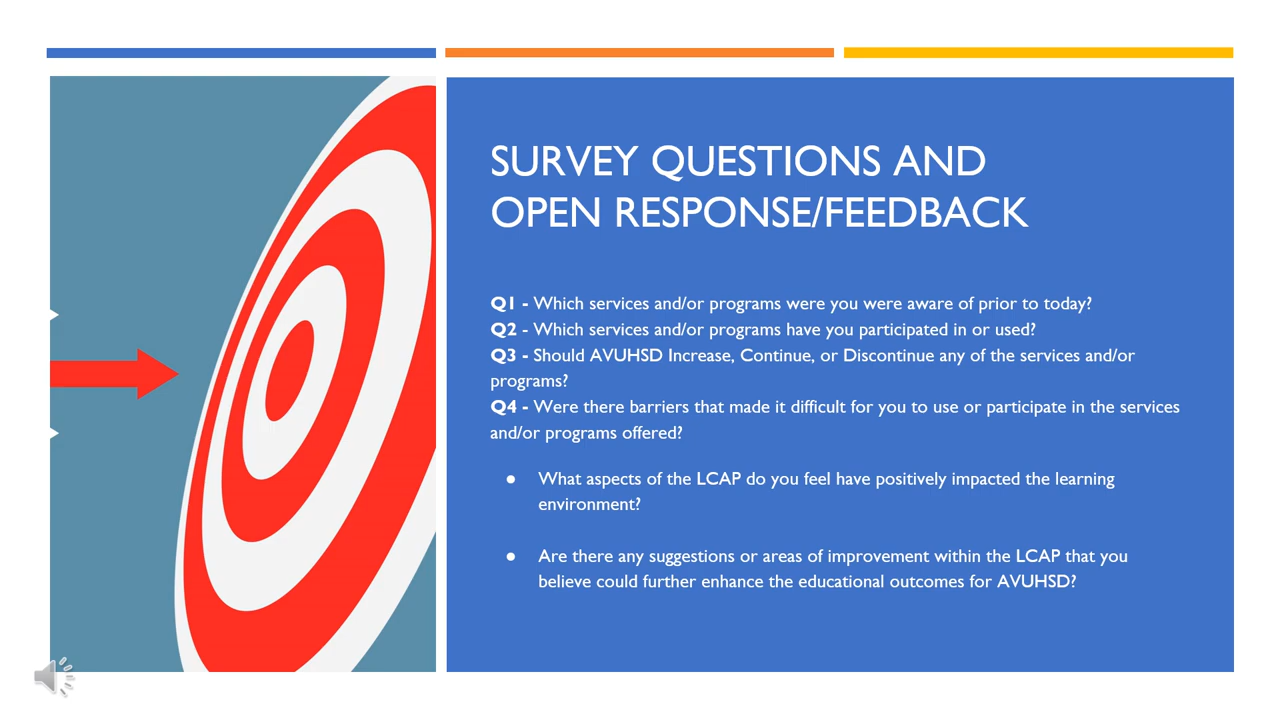 SURVEY QUESTIONS AND
OPEN RESPONSE/FEEDBACK
Q1 - Which services and/or programs were you were aware of prior to today?
Q2 - Which services and/or programs have you participated in or used?
Q3 - Should AVUHSD Increase, Continue, or Discontinue any of the services and/or
programs?
Q4 - Were there barriers that made it difficult for you to use or participate in the services
and/or programs offered?
● What aspects of the LCAP do you feel have positively impacted the learning
environment?
● Are there any suggestions or areas of improvement within the LCAP that you
believe could further enhance the educational outcomes for AVUHSD?